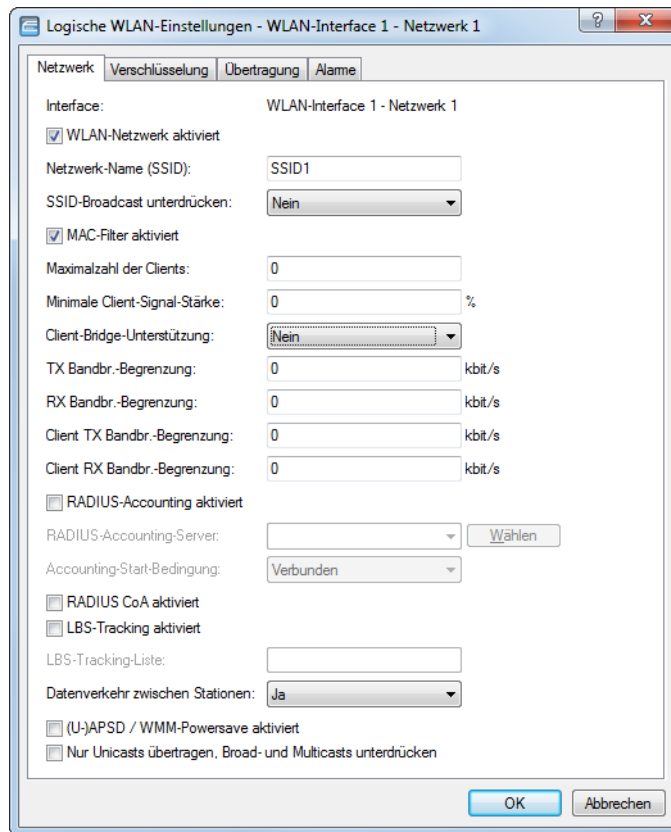 Logische WLAN-Einstellungen - WLAN-Interface 1 - Netzwerk 1
Netzwerk Verschlüsselung Übertragung Alarme
Interface: WLAN-Interface 1 - Netzwerk 1
WLAN-Netzwerk aktiviert
Netzwerk-Name (SSID): SSID1
SSID-Broadcast unterdrücken: Nein
MAC-Filter aktiviert
Maximalzahl der Clients: 0
Minimale Client-Signal-Stärke: 0 %
Client-Bridge-Unterstützung: Nein
TX Bandbr.-Begrenzung: 0 kbit/s
RX Bandbr.-Begrenzung: 0 kbit/s
Client TX Bandbr.-Begrenzung: 0 kbit/s
Client RX Bandbr.-Begrenzung: 0 kbit/s
RADIUS-Accounting aktiviert
RADIUS-Accounting-Server: Wählen
Accounting-Start-Bedingung: Verbunden
RADIUS CoA aktiviert
LBS-Tracking aktiviert
LBS-Tracking-Liste:
Datenverkehr zwischen Stationen: Ja
(U-)APSD / WMM-Powersave aktiviert
Nur Unicasts übertragen, Broad- und Multicasts unterdrücken
OK Abbrechen